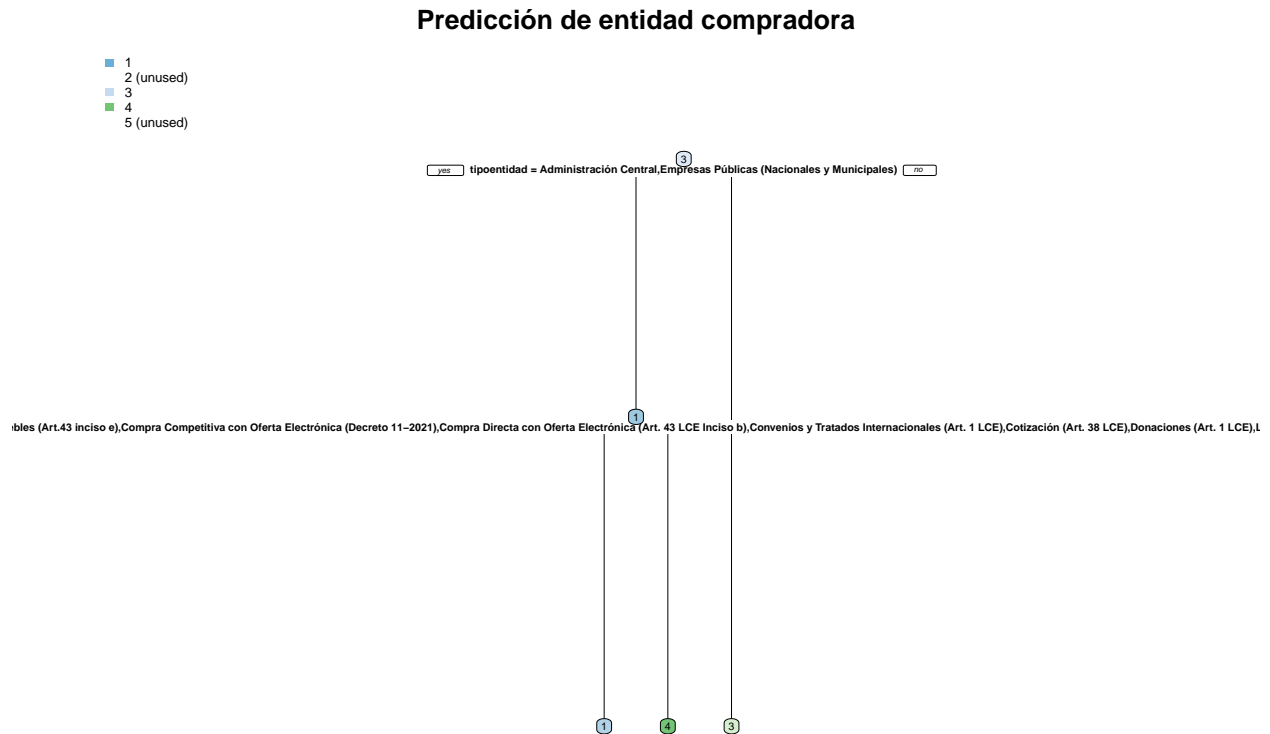 Predicción de entidad compradora
1
2 (unused)
3
4
5 (unused)
3
yes tipoentidad = Administración Central,Empresas Públicas (Nacionales y Municipales) no
1
bles (Art.43 inciso e),Compra Competitiva con Oferta Electrónica (Decreto 11–2021),Compra Directa con Oferta Electrónica (Art. 43 LCE Inciso b),Convenios y Tratados Internacionales (Art. 1 LCE),Cotización (Art. 38 LCE),Donaciones (Art. 1 LCE),L
1 4 3